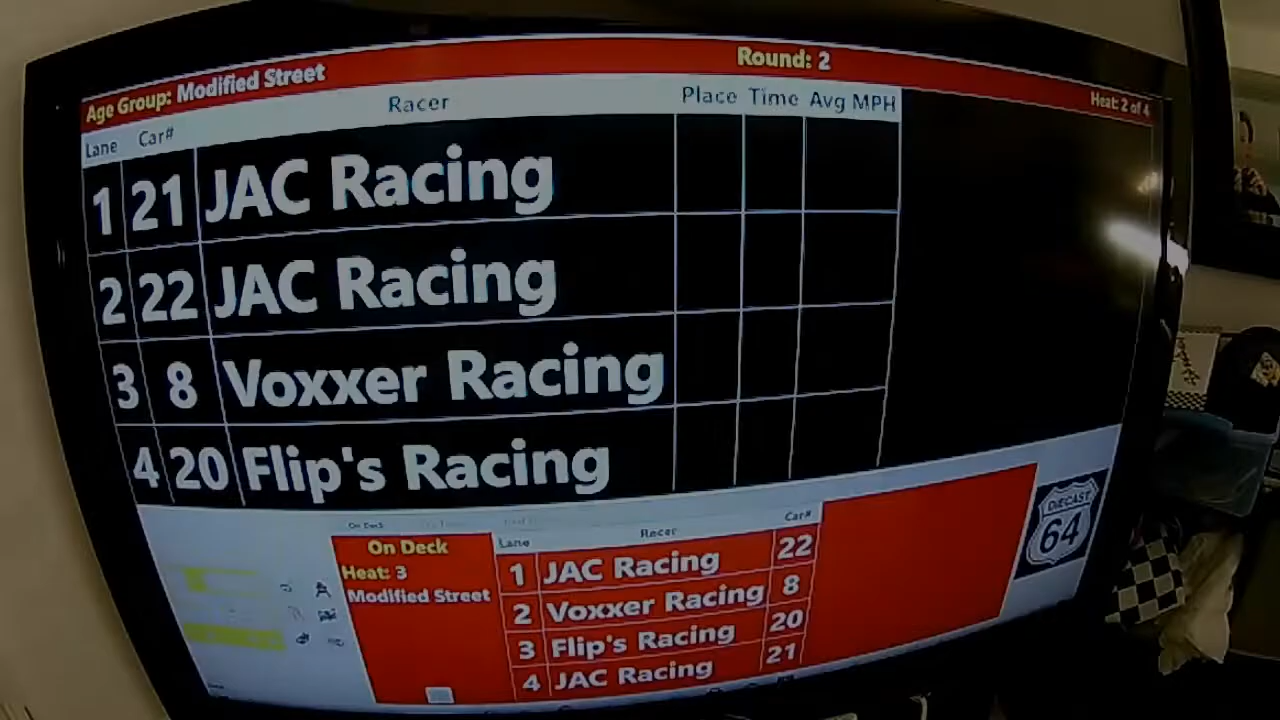 Age Group: Modified Street Round: 2 Heat: 2 of 4
Lane Car# Racer Place Time Avg MPH
1 21 JAC Racing
2 22 JAC Racing
3 8 Voxxer Racing
4 20 Flip's Racing
On Deck
On Deck
Heat: 3
Modified Street
Lane Racer Car#
1 JAC Racing 22
2 Voxxer Racing 8
3 Flip's Racing 20
4 JAC Racing 21
DIECAST
64